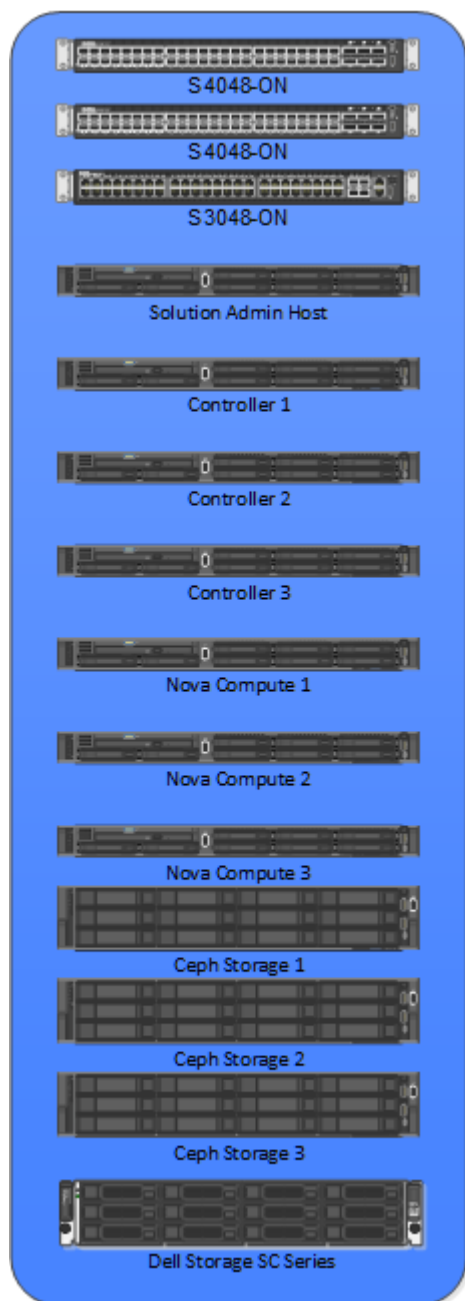 S4048-ON
S4048-ON
S3048-ON
Solution Admin Host
Controller 1
Controller 2
Controller 3
Nova Compute 1
Nova Compute 2
Nova Compute 3
Ceph Storage 1
Ceph Storage 2
Ceph Storage 3
Dell Storage SC Series